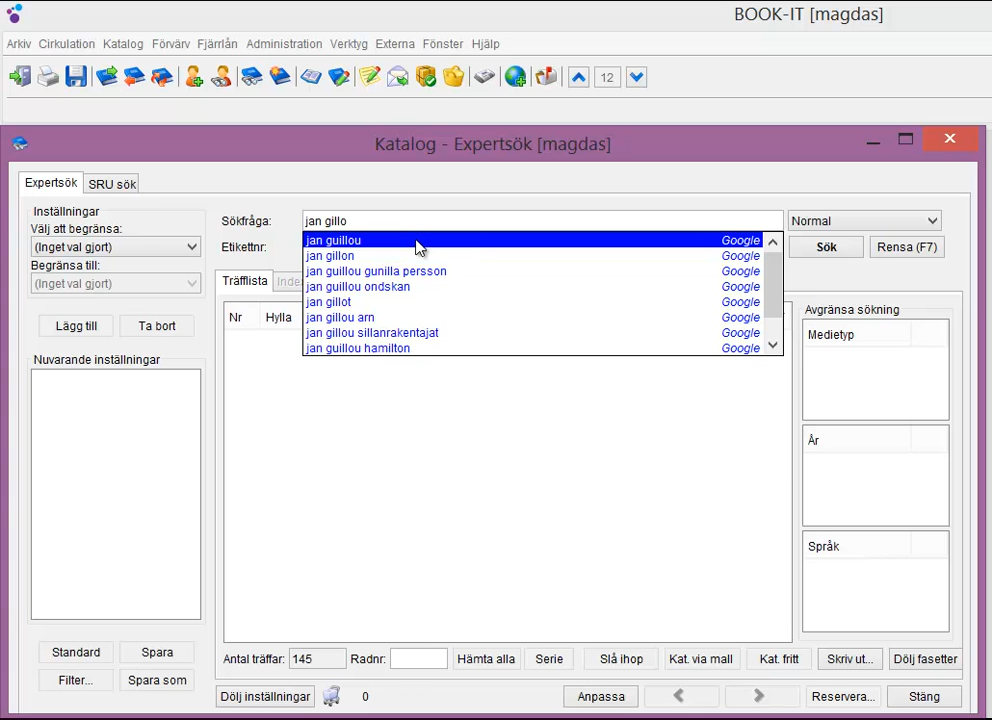 BOOK-IT [magdas]
Arkiv Cirkulation Katalog Förvärv Fjärrlån Administration Verktyg Externa Fönster Hjälp
12
Katalog - Expertsök [magdas]
Expertsök SRU sök
Inställningar
Välj att begränsa:
(Inget val gjort)
Begränsa till:
(Inget val gjort)
Lägg till Ta bort
Nuvarande inställningar
Standard Spara
Filter... Spara som
Sökfråga: jan gillo Normal
Etikettnr: Sök Rensa (F7)
jan guillou Google
jan gillon Google
jan guillou gunilla persson Google
jan guillou ondskan Google
jan gillot Google
jan gillou arn Google
jan gillou sillanrakentajat Google
jan guillou hamilton Google
Träfflista Inde
Nr Hylla
Avgränsa sökning
Medietyp
År
Språk
Antal träffar: 145 Radnr: Hämta alla Serie Slå ihop Kat. via mall Kat. fritt Skriv ut... Dölj fasetter
Dölj inställningar 0 Anpassa Reservera... Stäng